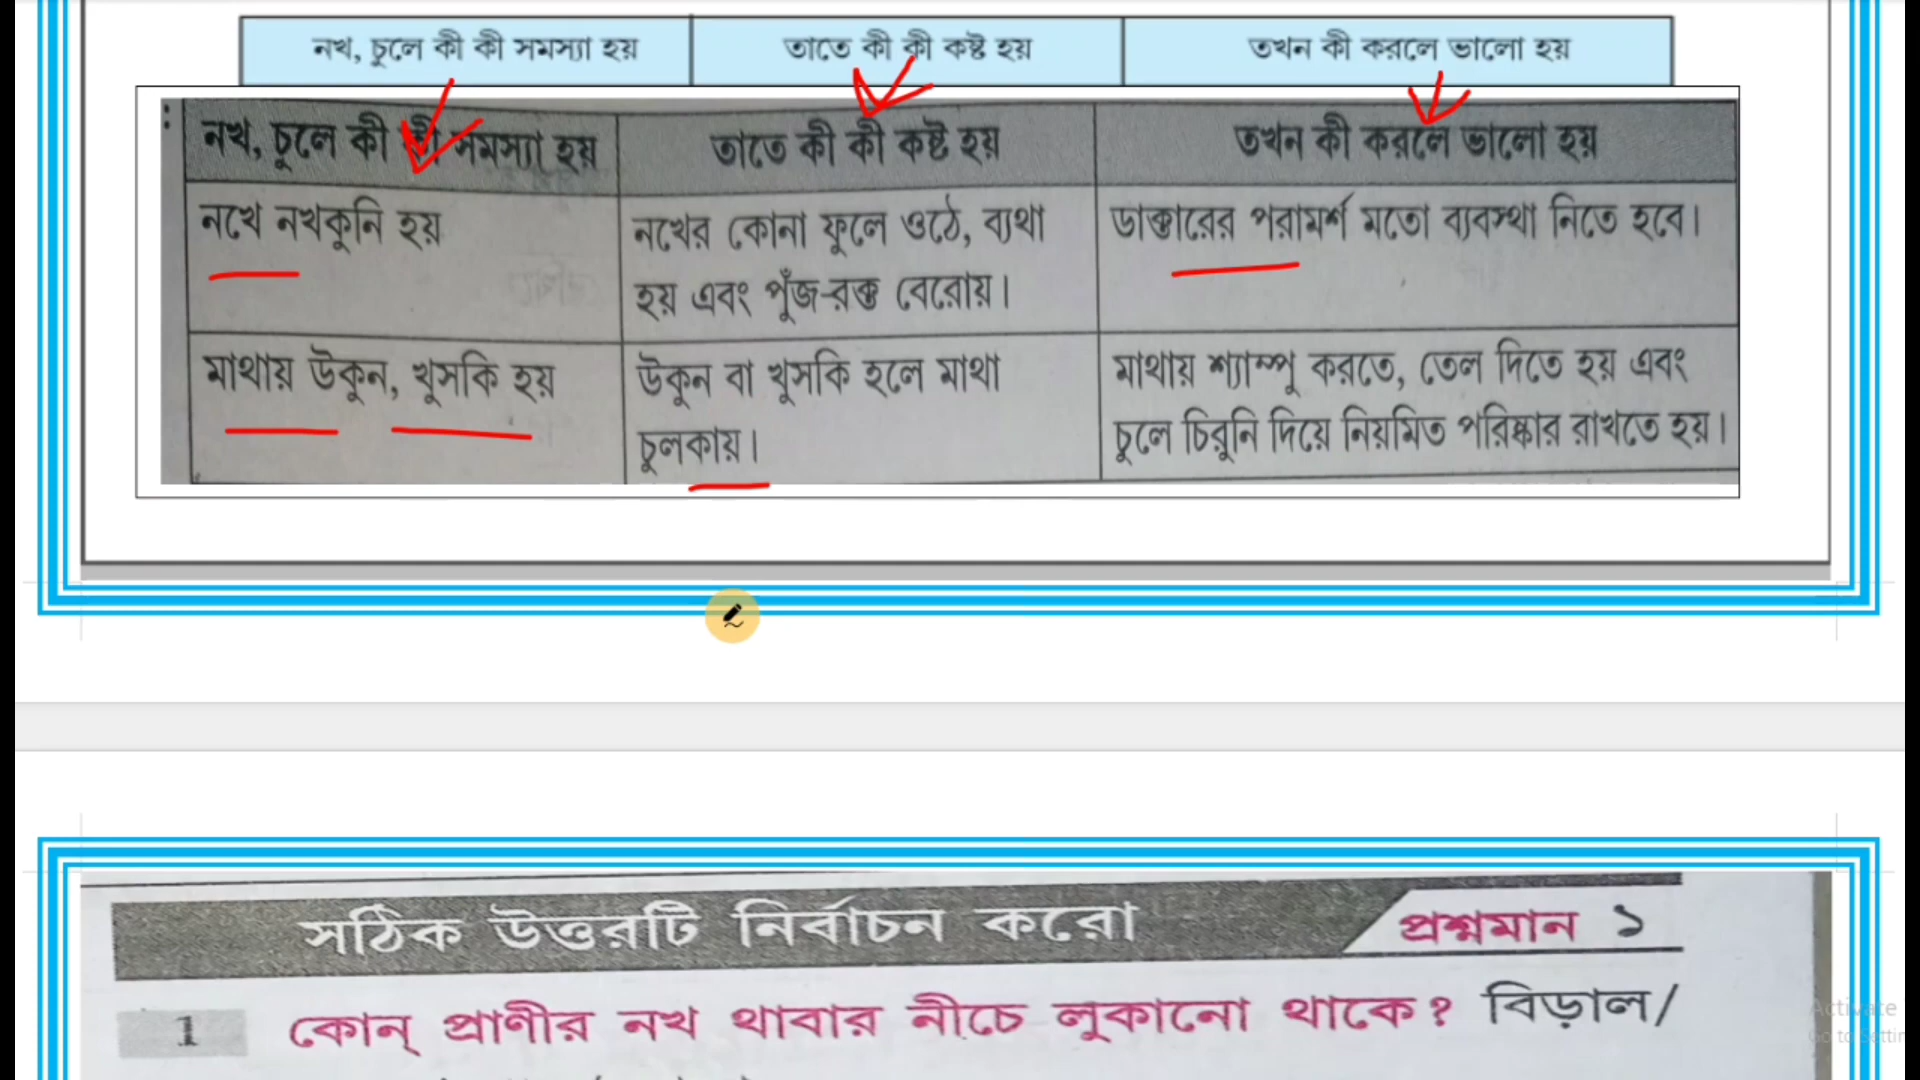 নখ, চুলে কী কী সমস্যা হয় তাতে কী কী কষ্ট হয় তখন কী করলে ভালো হয়
নখ, চুলে কী কী সমস্যা হয় তাতে কী কী কষ্ট হয় তখন কী করলে ভালো হয়
নখে নখকুনি হয় নখের কোনা ফুলে ওঠে, ব্যথা ডাক্তারের পরামর্শ মতো ব্যবস্থা নিতে হবে।
হয় এবং পুঁজ-রক্ত বেরোয়।
মাথায় উকুন, খুসকি হয় উকুন বা খুসকি হলে মাথা মাথায় শ্যাম্পু করতে, তেল দিতে হয় এবং
চুলকায়। চুলে চিরুনি দিয়ে নিয়মিত পরিষ্কার রাখতে হয়।
সঠিক উত্তরটি নির্বাচন করো প্রশ্নমান ১
1 কোন্ প্রাণীর নখ থাবার নীচে লুকানো থাকে? বিড়াল/
Activate